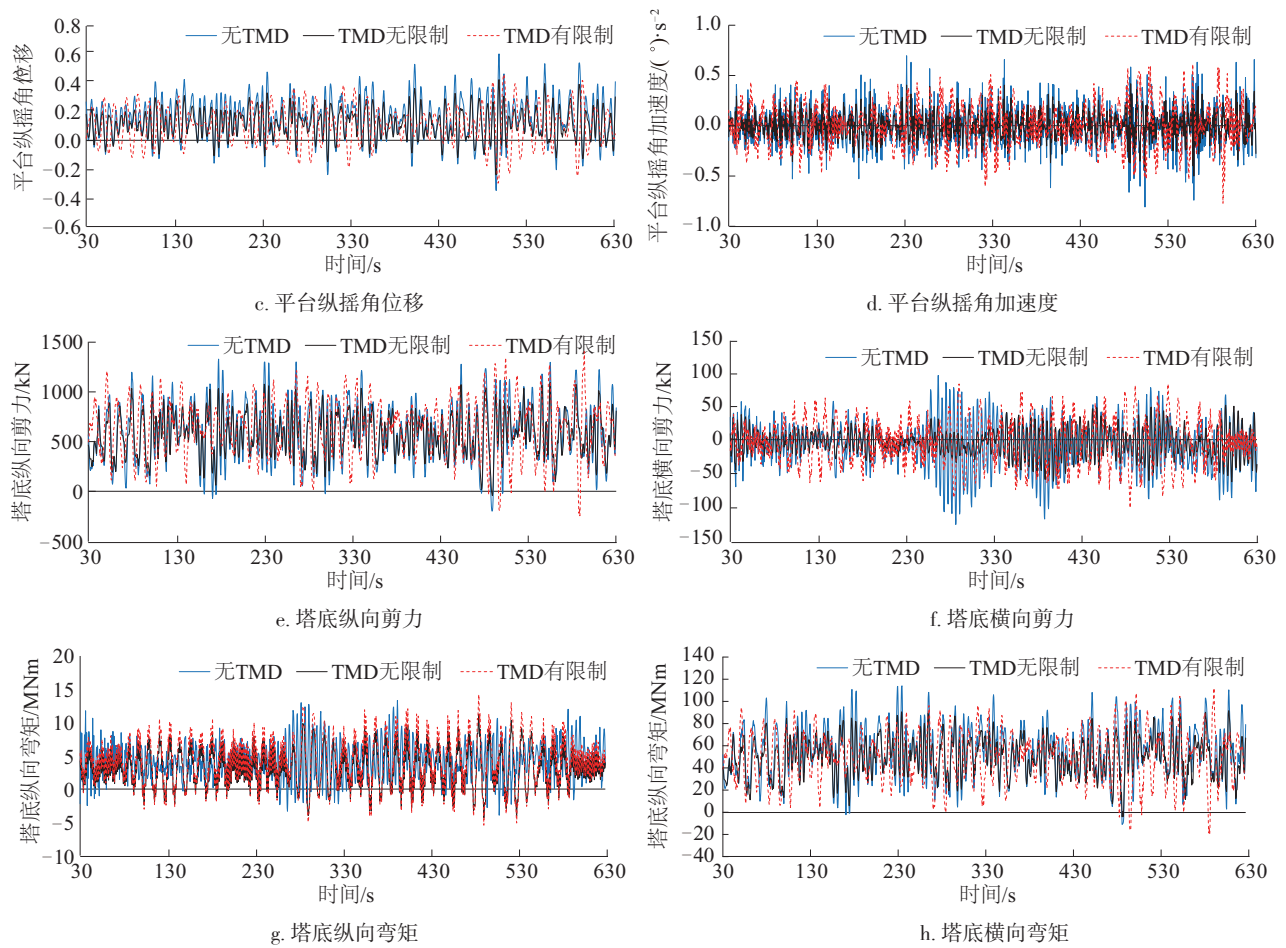 无TMD TMD无限制 TMD有限制
平台纵摇角位移
0.8
0.6
0.4
0.2
0.0
−0.2
−0.4
−0.6
30 130 230 330 430 530 630
时间/s
c. 平台纵摇角位移
无TMD TMD无限制 TMD有限制
平台纵摇角加速度/(°)·s⁻²
1.0
0.5
0.0
−0.5
−1.0
30 130 230 330 430 530 630
时间/s
d. 平台纵摇角加速度
无TMD TMD无限制 TMD有限制
塔底纵向剪力/kN
1500
1000
500
0
−500
30 130 230 330 430 530 630
时间/s
e. 塔底纵向剪力
无TMD TMD无限制 TMD有限制
塔底横向剪力/kN
150
100
50
0
−50
−100
−150
30 130 230 330 430 530 630
时间/s
f. 塔底横向剪力
无TMD TMD无限制 TMD有限制
塔底纵向弯矩/MNm
20
15
10
5
0
−5
−10
30 130 230 330 430 530 630
时间/s
g. 塔底纵向弯矩
无TMD TMD无限制 TMD有限制
塔底纵向弯矩/MNm
140
120
100
80
60
40
20
0
−20
−40
30 130 230 330 430 530 630
时间/s
h. 塔底横向弯矩